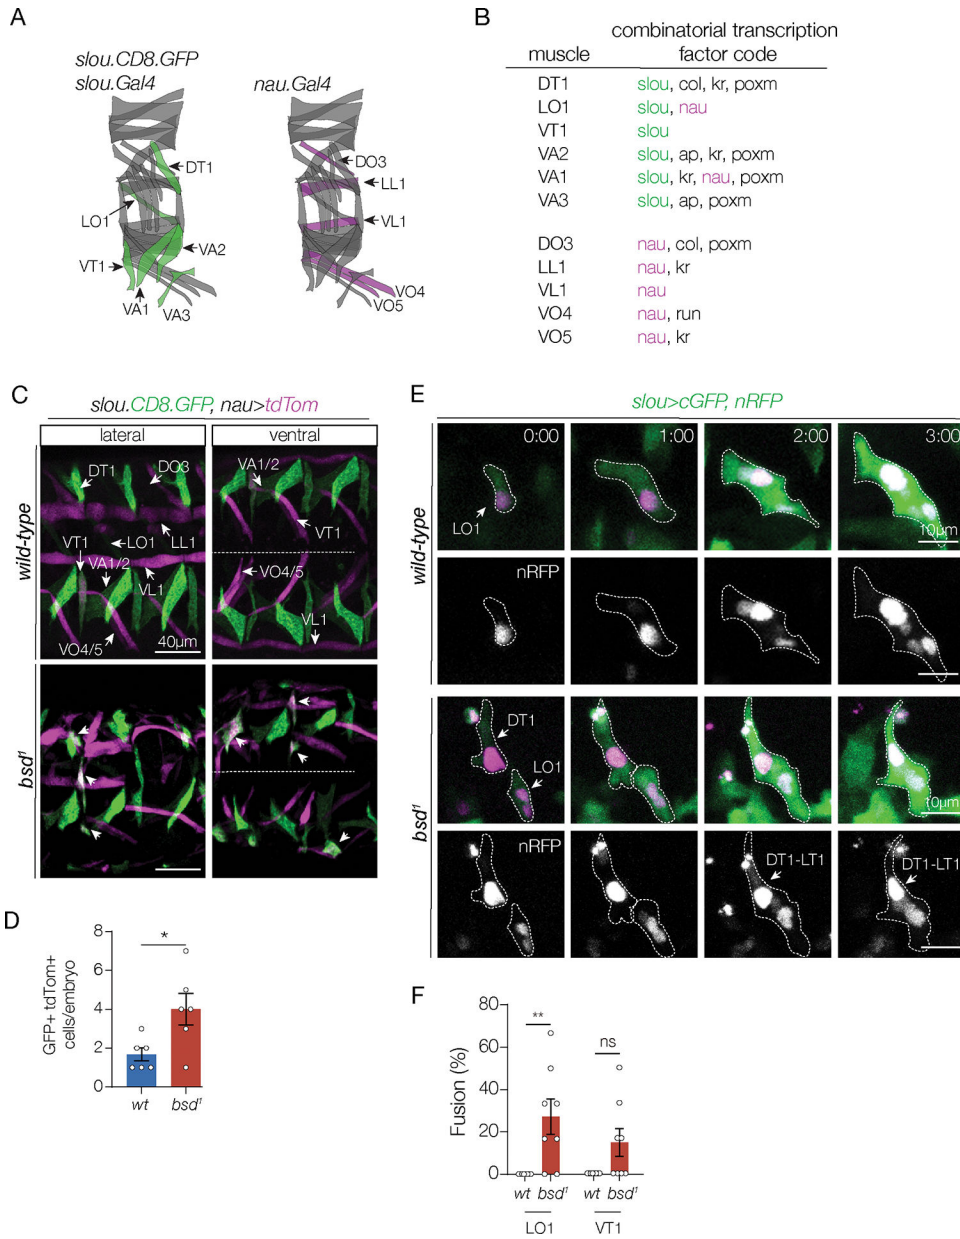 A
slou.CD8.GFP
slou.Gal4
nau.Gal4
DT1
LO1
VA2
VT1
VA1
VA3
DO3
LL1
VL1
VO4
VO5
B
combinatorial transcription
muscle factor code
DT1 slou, col, kr, poxm
LO1 slou, nau
VT1 slou
VA2 slou, ap, kr, poxm
VA1 slou, kr, nau, poxm
VA3 slou, ap, poxm
DO3 nau, col, poxm
LL1 nau, kr
VL1 nau
VO4 nau, run
VO5 nau, kr
C
slou.CD8.GFP, nau>tdTom
lateral ventral
wild-type
DT1 DO3
VT1 LO1 LL1
VA1/2
VL1
VO4/5
40µm
VA1/2
VT1
VO4/5
VL1
bsd1
D
GFP+ tdTom+
cells/embryo
8
6
4
2
0
*
wt bsd1
E
slou>cGFP, nRFP
wild-type
0:00 1:00 2:00 3:00
LO1
10µm
nRFP
bsd1
DT1
LO1
10µm
nRFP
DT1-LT1
DT1-LT1
F
Fusion (%)
80
60
40
20
0
**
ns
wt bsd1 wt bsd1
LO1 VT1